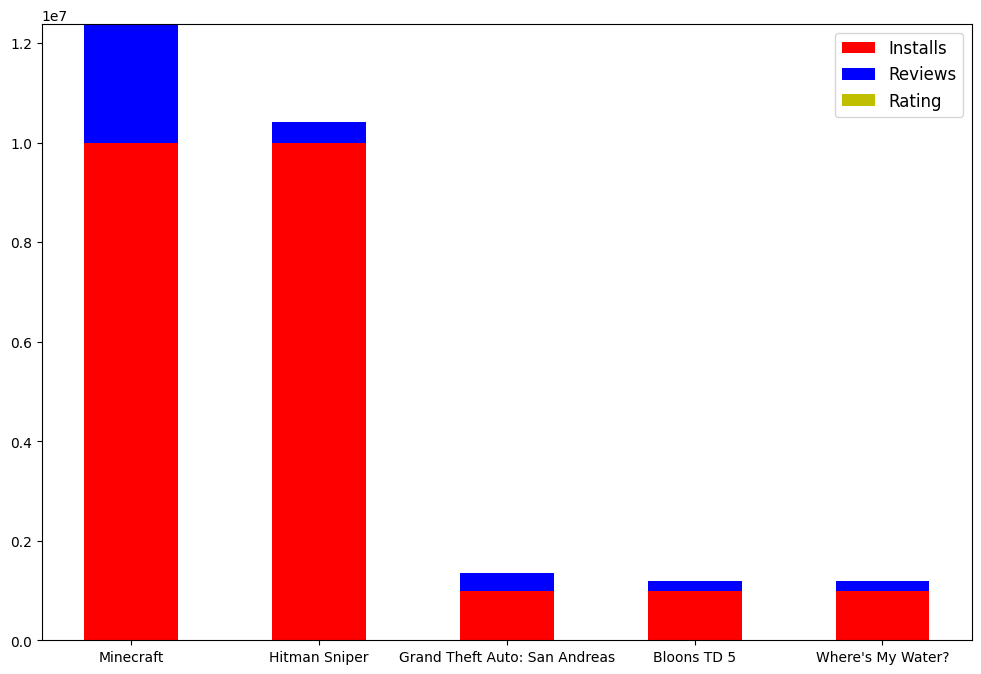 1e7
1.2
1.0
0.8
0.6
0.4
0.2
0.0
Installs
Reviews
Rating
Minecraft Hitman Sniper Grand Theft Auto: San Andreas Bloons TD 5 Where's My Water?